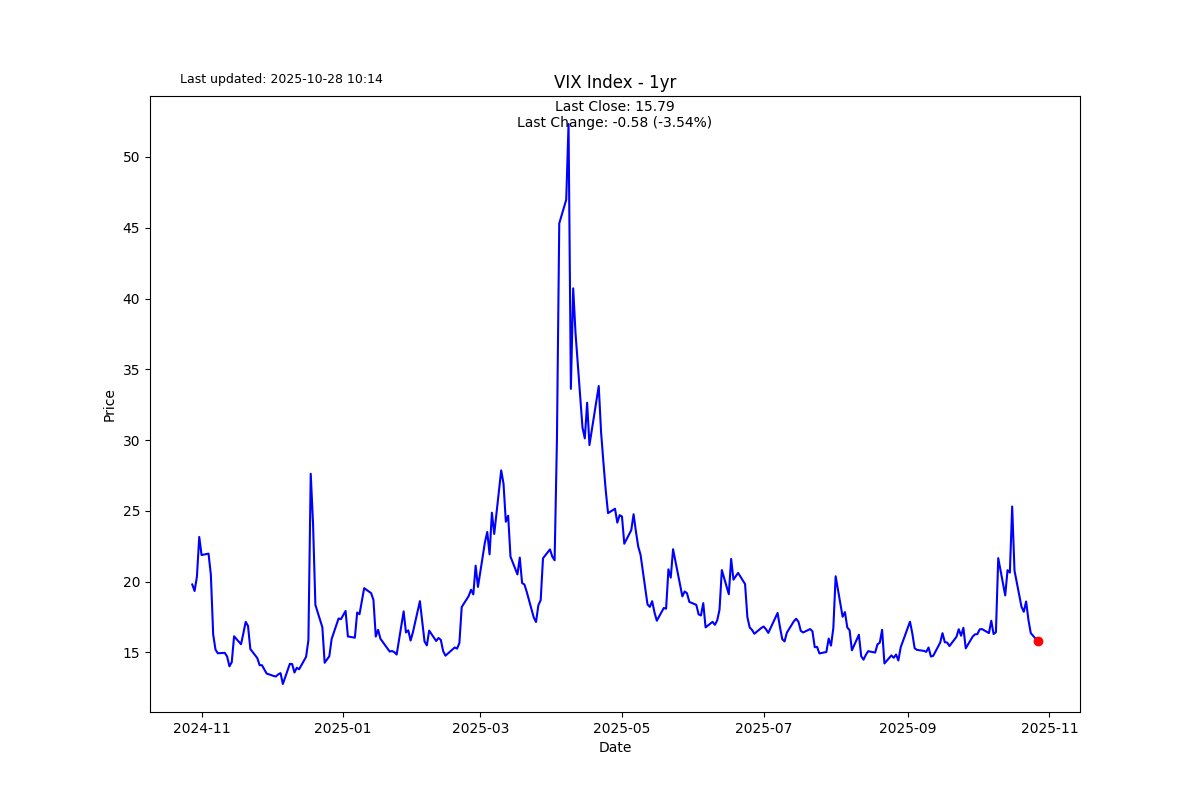 Last updated: 2025-10-28 10:14
VIX Index - 1yr
Last Close: 15.79
Last Change: -0.58 (-3.54%)
50
45
40
35
30
25
20
15
Price
2024-11 2025-01 2025-03 2025-05 2025-07 2025-09 2025-11
Date